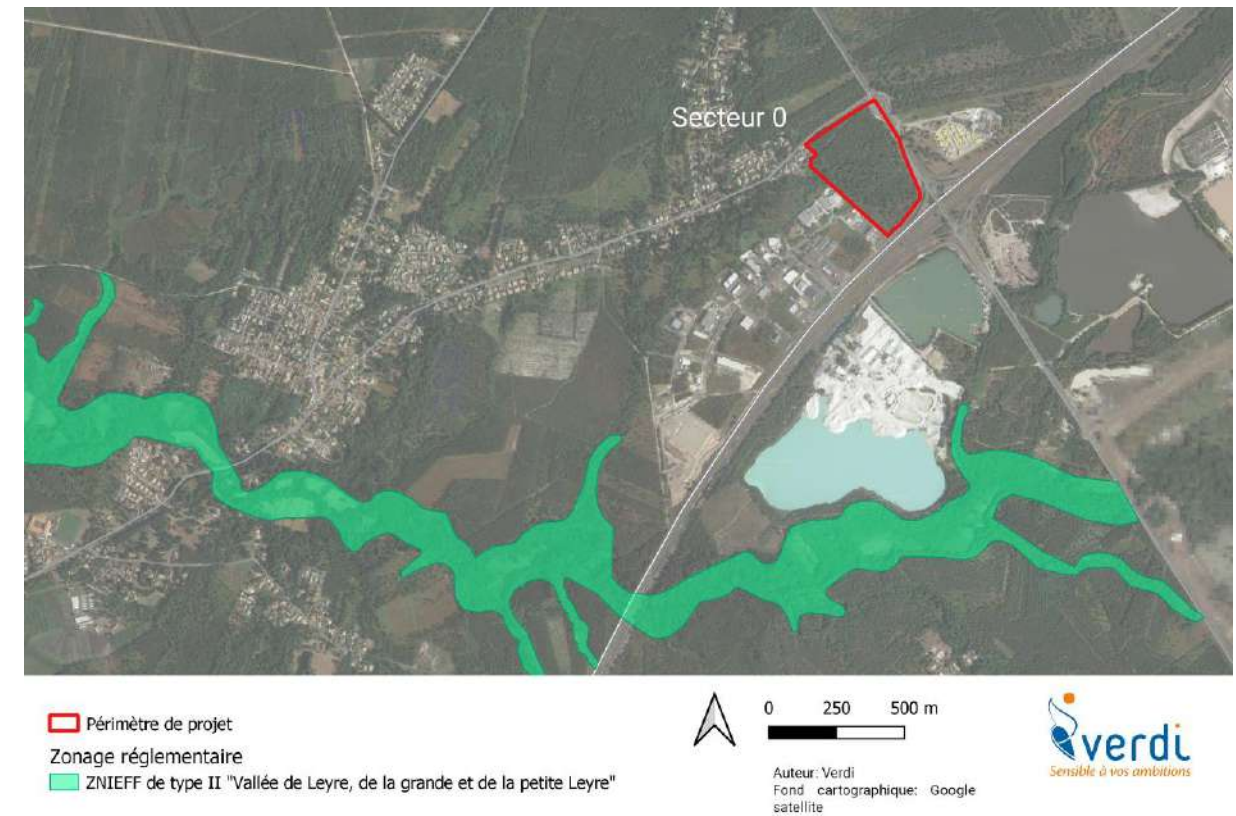 Secteur 0
Périmètre de projet
Zonage réglementaire
ZNIEFF de type II "Vallée de Leyre, de la grande et de la petite Leyre"
0 250 500 m
Auteur: Verdi
Fond cartographique: Google
satellite
verdi
Sensible à vos ambitions